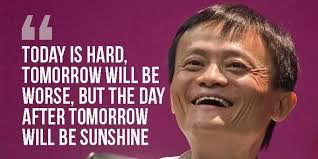 “
TODAY IS HARD,
TOMORROW WILL BE
WORSE, BUT THE DAY
AFTER TOMORROW
WILL BE SUNSHINE